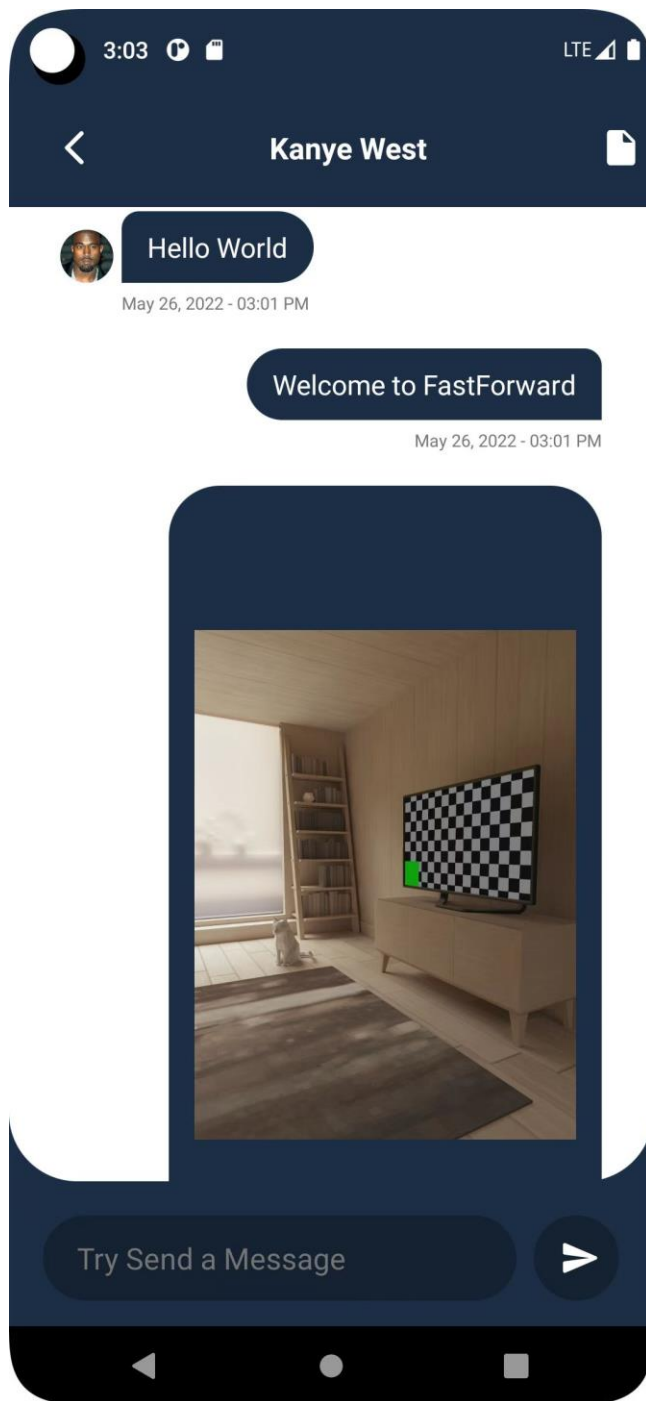 3:03
LTE
Kanye West
Hello World
May 26, 2022 - 03:01 PM
Welcome to FastForward
May 26, 2022 - 03:01 PM
Try Send a Message